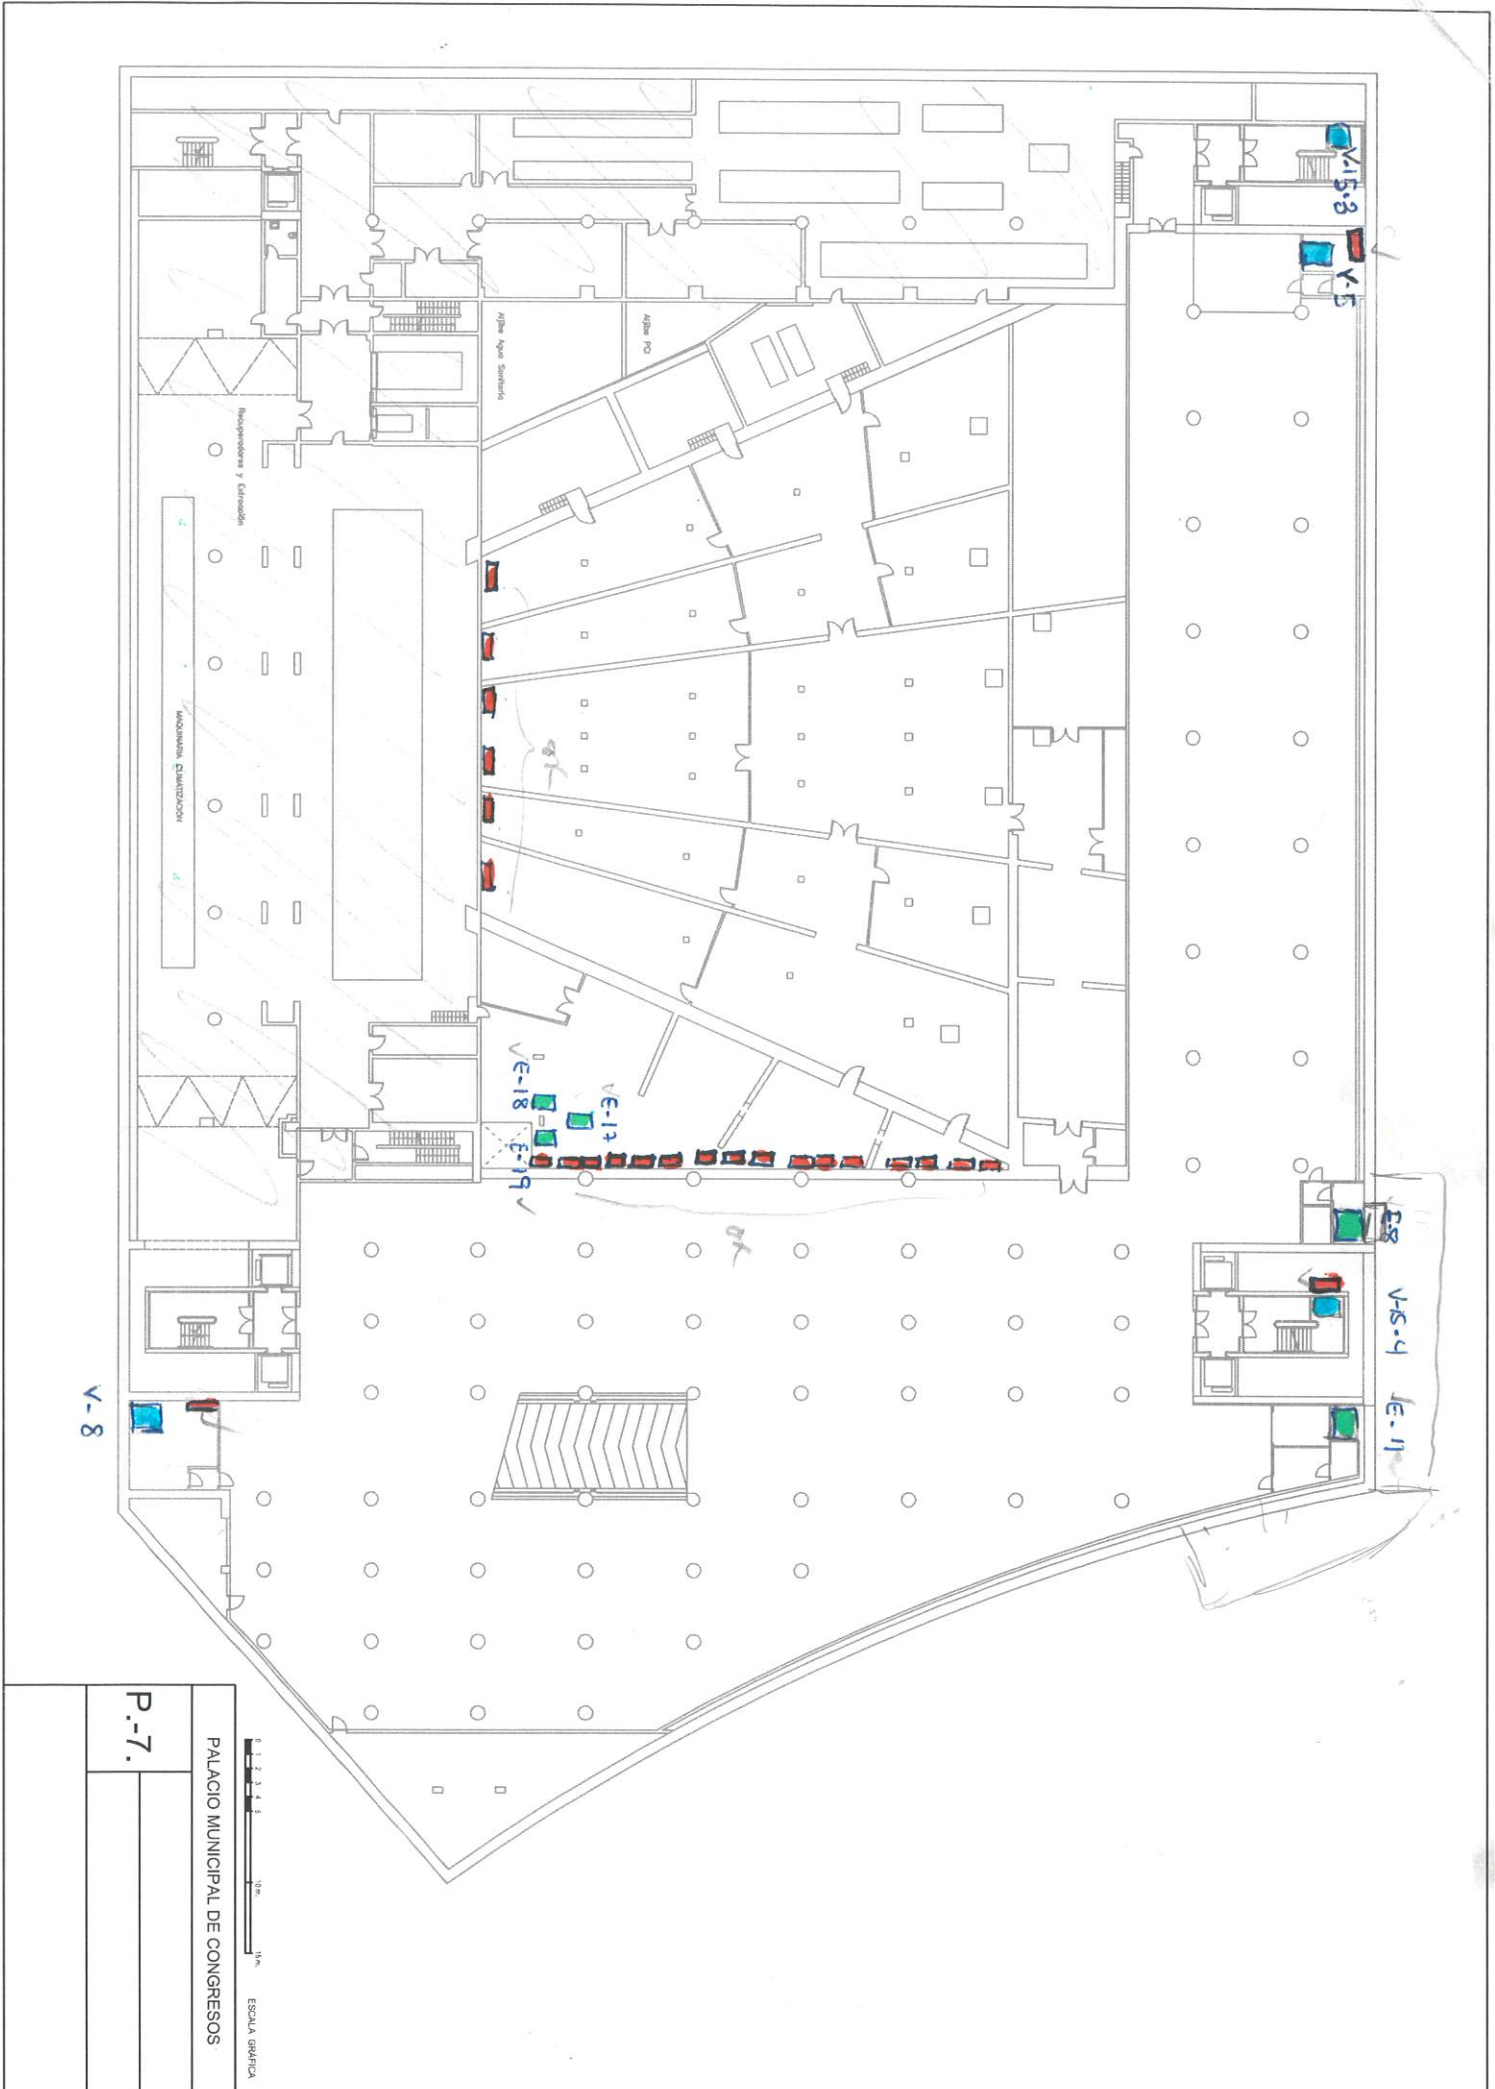 V-15.3
V-5
Aljibe Agua Sanitaria
Aljibe PCI
Recuperadores y Extracción
MAQUINARIA CLIMATIZACIÓN
E-18
E-17
E-19
E-8
V-15-4
E-11
V-8
0 1 2 3 4 5 10 m. 15 m.
ESCALA GRÁFICA
PALACIO MUNICIPAL DE CONGRESOS
P.-7.